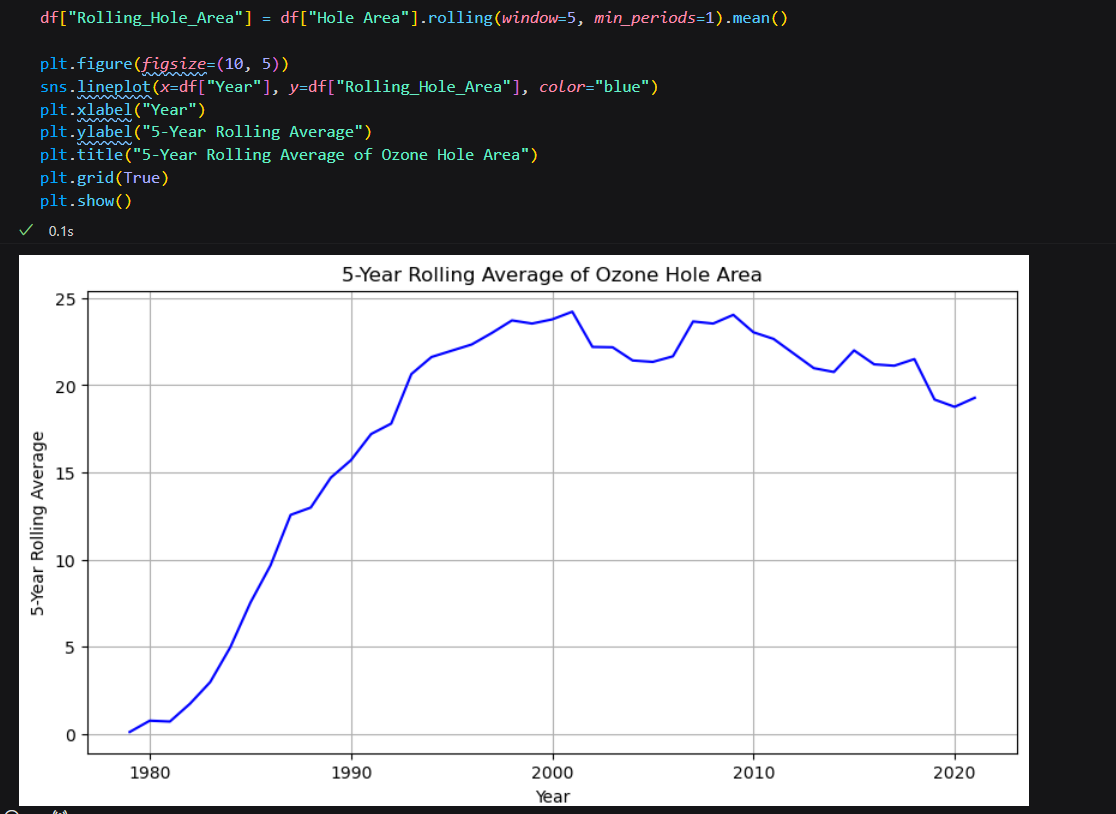 df["Rolling_Hole_Area"] = df["Hole Area"].rolling(window=5, min_periods=1).mean()
plt.figure(figsize=(10, 5))
sns.lineplot(x=df["Year"], y=df["Rolling_Hole_Area"], color="blue")
plt.xlabel("Year")
plt.ylabel("5-Year Rolling Average")
plt.title("5-Year Rolling Average of Ozone Hole Area")
plt.grid(True)
plt.show()
0.1s
5-Year Rolling Average of Ozone Hole Area
25
20
15
10
5
0
5-Year Rolling Average
1980 1990 2000 2010 2020
Year